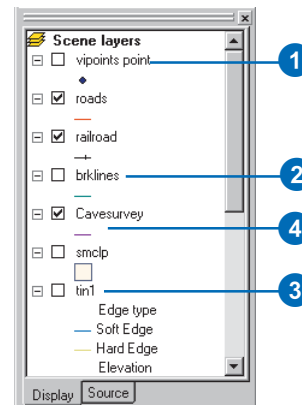 Scene layers
vipoints point
1
roads
railroad
brklines
2
Cavesurvey
4
smclp
tin1
3
Edge type
Soft Edge
Hard Edge
Elevation
Display Source